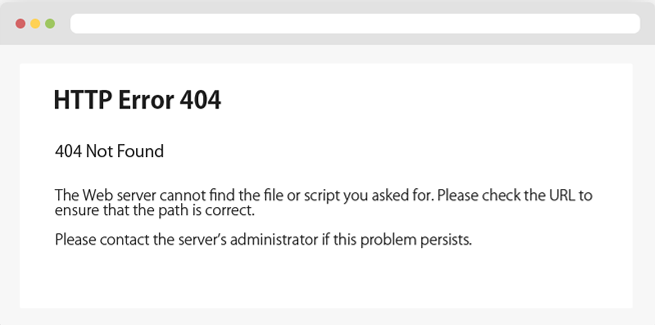 HTTP Error 404
404 Not Found
The Web server cannot find the file or script you asked for. Please check the URL to
ensure that the path is correct.
Please contact the server’s administrator if this problem persists.